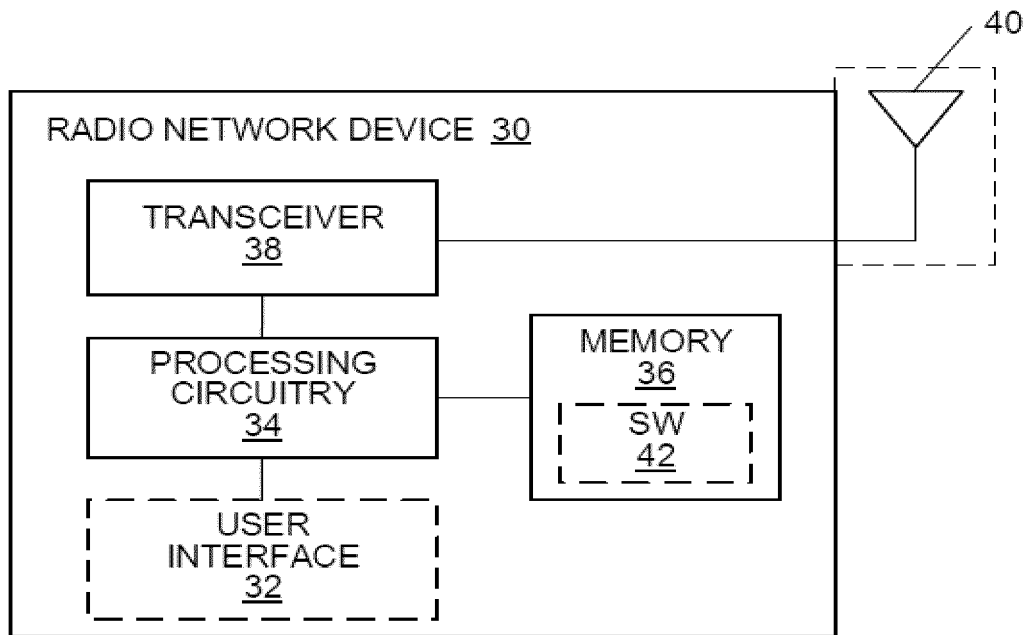 40
RADIO NETWORK DEVICE 30
TRANSCEIVER
38
PROCESSING
CIRCUITRY
34
MEMORY
36
SW
42
USER
INTERFACE
32